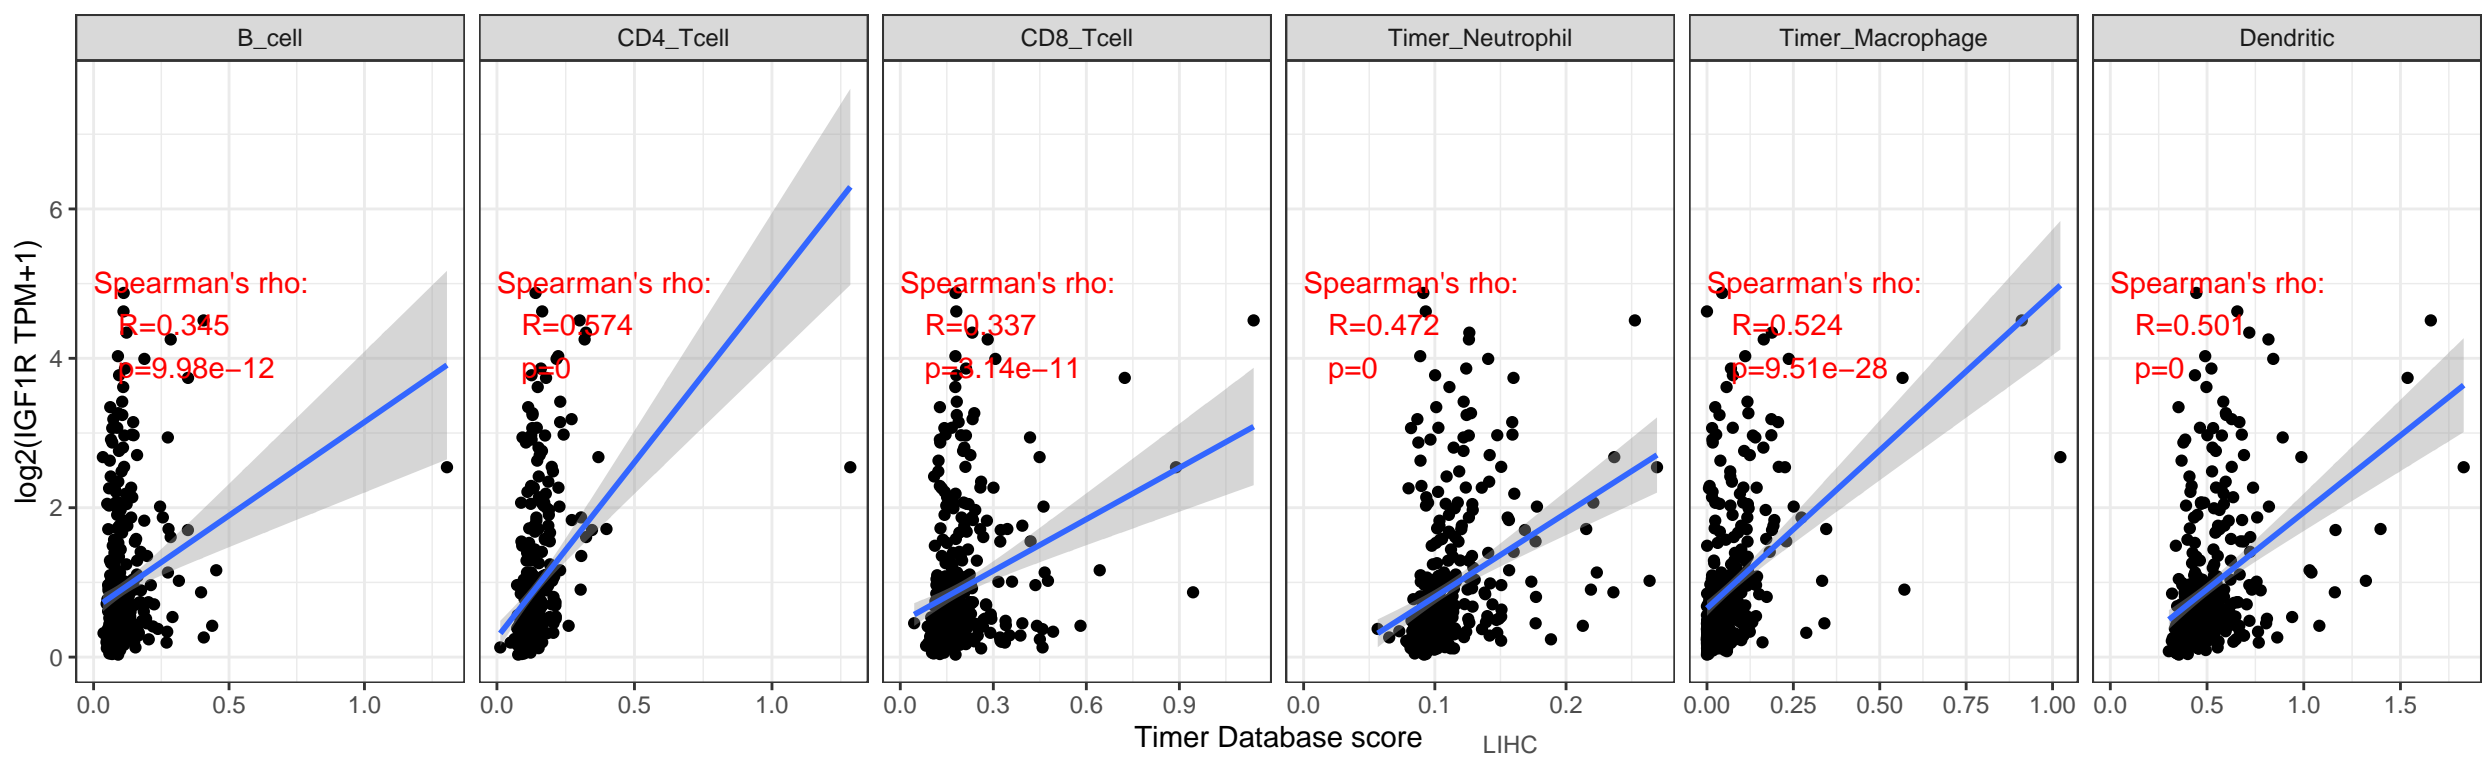 B_cell
CD4_Tcell
CD8_Tcell
Timer_Neutrophil
Timer_Macrophage
Dendritic
log2(IGF1R TPM+1)
6
4
2
0
Spearman's rho:
R=0.345
p=9.98e−12
Spearman's rho:
R=0.574
p=0
Spearman's rho:
R=0.337
p=3.14e−11
Spearman's rho:
R=0.472
p=0
Spearman's rho:
R=0.524
p=9.51e−28
Spearman's rho:
R=0.501
p=0
0.0 0.5 1.0
0.0 0.5 1.0
0.0 0.3 0.6 0.9
0.0 0.1 0.2
0.00 0.25 0.50 0.75 1.00
0.0 0.5 1.0 1.5
Timer Database score
LIHC